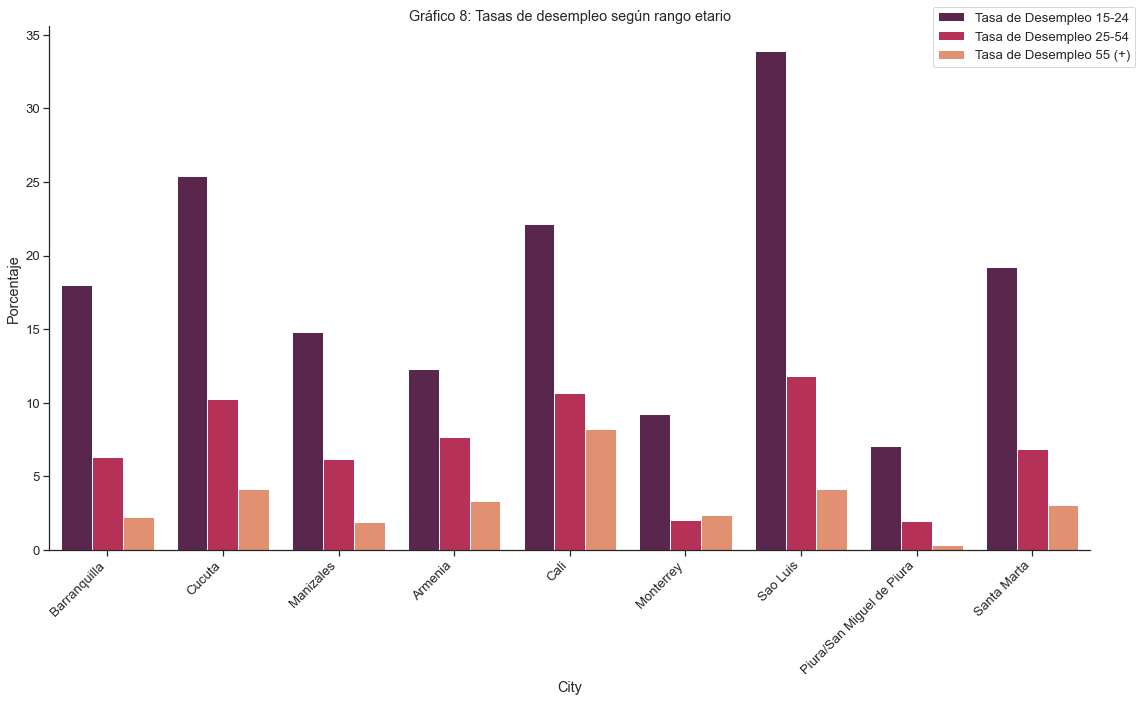 Gráfico 8: Tasas de desempleo según rango etario
Tasa de Desempleo 15-24
Tasa de Desempleo 25-54
Tasa de Desempleo 55 (+)
Porcentaje
35
30
25
20
15
10
5
0
Barranquilla
Cucuta
Manizales
Armenia
Cali
Monterrey
Sao Luis
Piura/San Miguel de Piura
Santa Marta
City